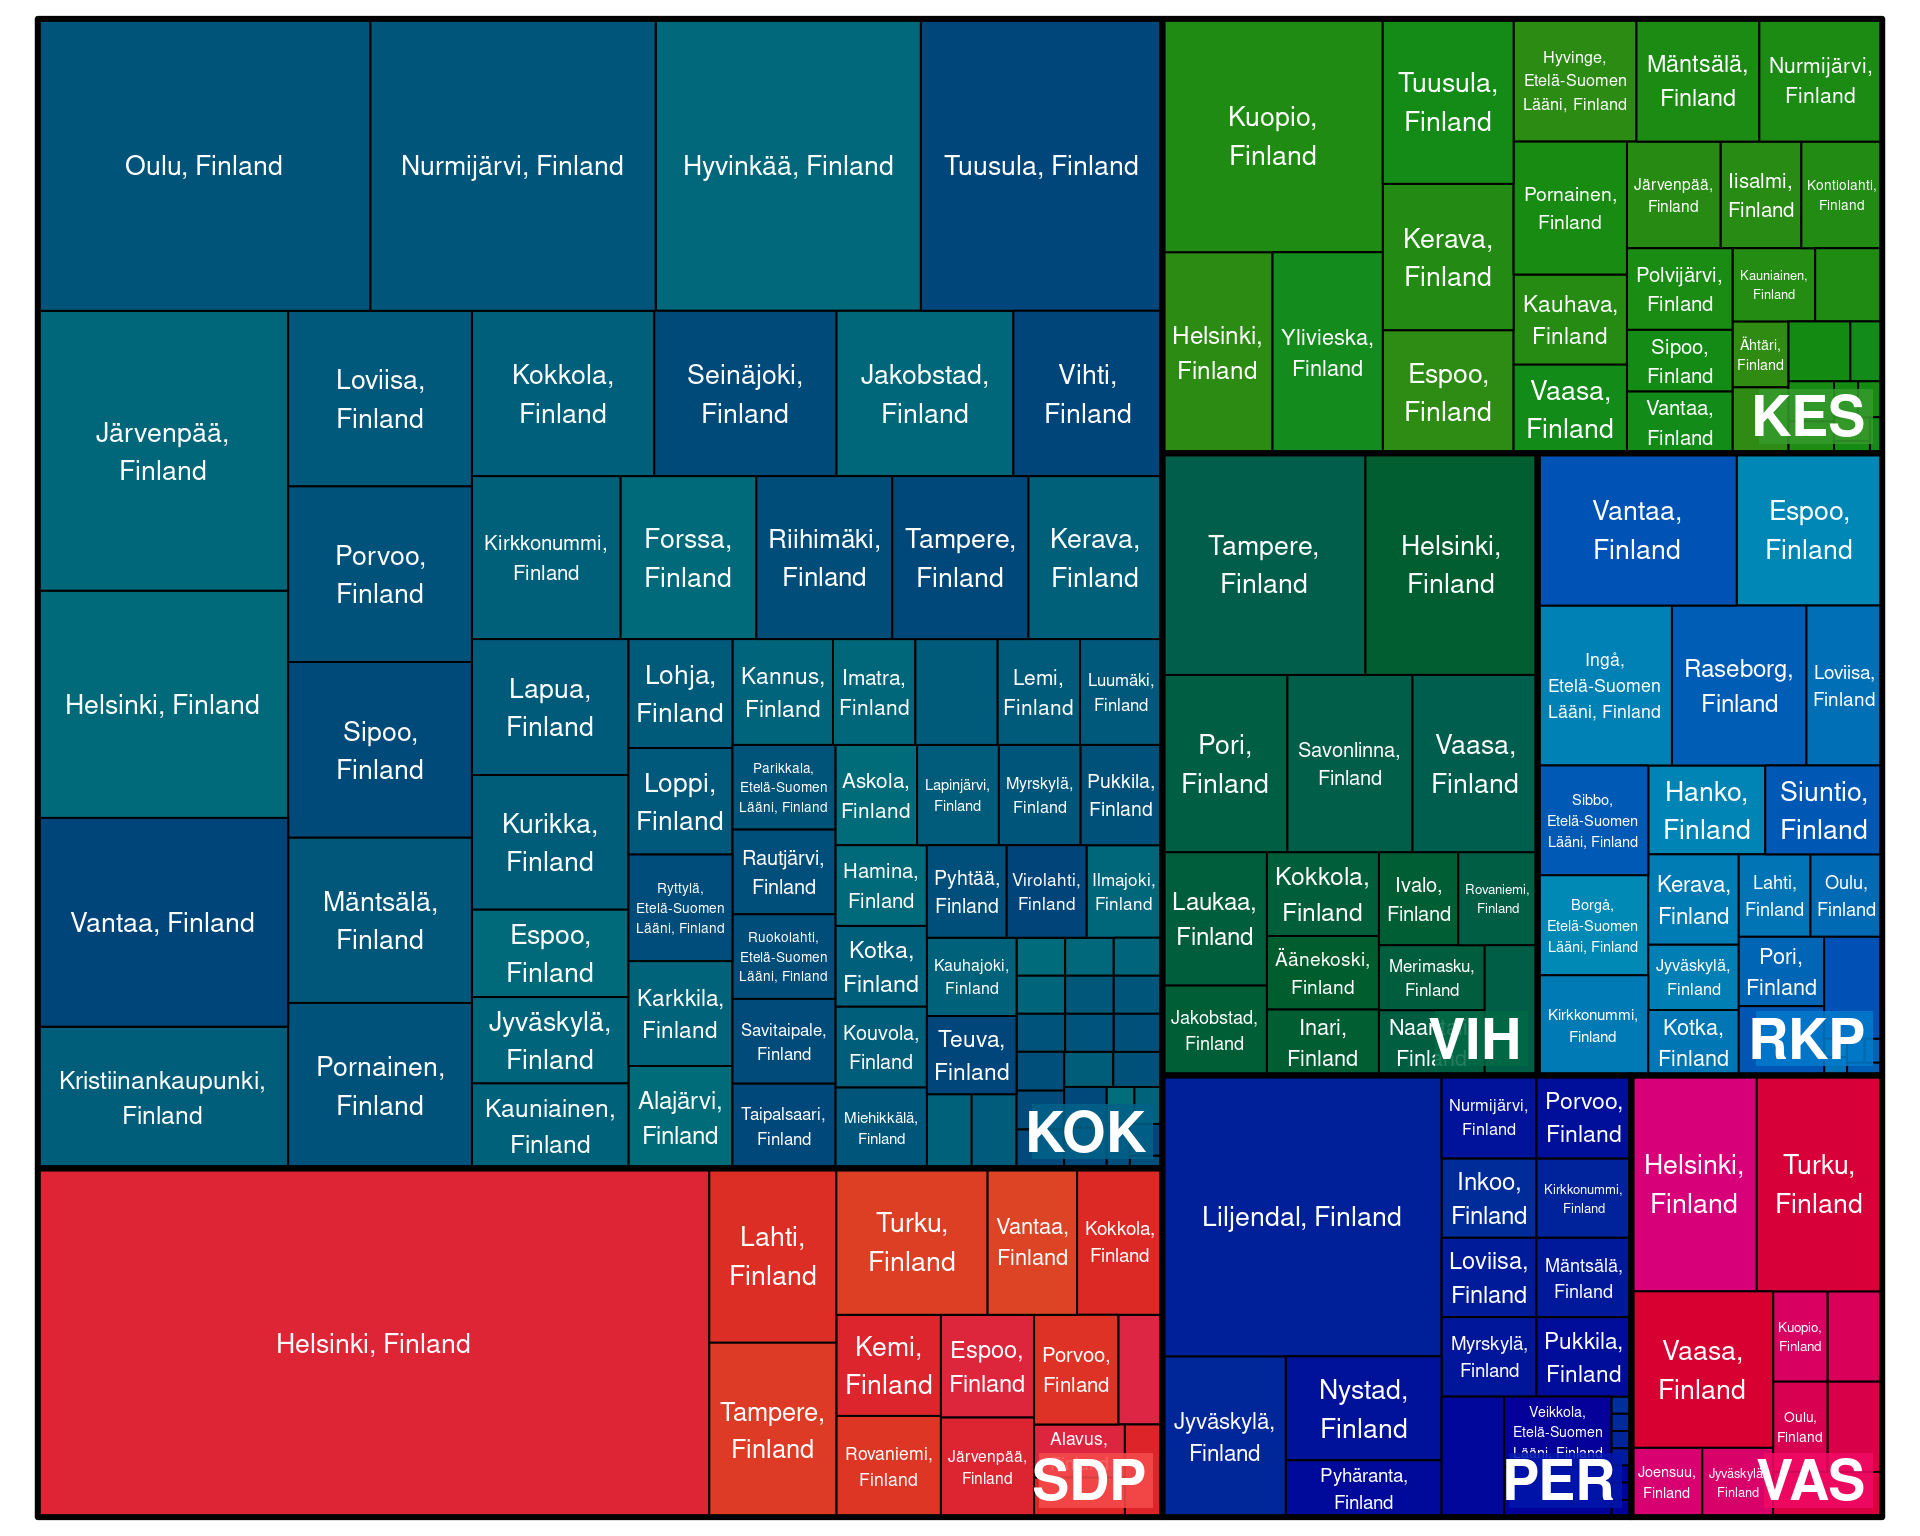 Oulu, Finland
Nurmijärvi, Finland
Hyvinkää, Finland
Tuusula, Finland
Järvenpää,
Finland
Helsinki, Finland
Vantaa, Finland
Kristiinankaupunki,
Finland
Loviisa,
Finland
Porvoo,
Finland
Sipoo,
Finland
Mäntsälä,
Finland
Pornainen,
Finland
Kokkola,
Finland
Seinäjoki,
Finland
Jakobstad,
Finland
Vihti,
Finland
Kirkkonummi,
Finland
Forssa,
Finland
Riihimäki,
Finland
Tampere,
Finland
Kerava,
Finland
Lapua,
Finland
Kurikka,
Finland
Espoo,
Finland
Jyväskylä,
Finland
Kauniainen,
Finland
Lohja,
Finland
Loppi,
Finland
Ryttylä,
Etelä-Suomen
Lääni, Finland
Karkkila,
Finland
Alajärvi,
Finland
Kannus,
Finland
Imatra,
Finland
Lemi,
Finland
Luumäki,
Finland
Parikkala,
Etelä-Suomen
Lääni, Finland
Rautjärvi,
Finland
Ruokolahti,
Etelä-Suomen
Lääni, Finland
Savitaipale,
Finland
Taipalsaari,
Finland
Askola,
Finland
Lapinjärvi,
Finland
Myrskylä,
Finland
Pukkila,
Finland
Hamina,
Finland
Kotka,
Finland
Kouvola,
Finland
Miehikkälä,
Finland
Pyhtää,
Finland
Virolahti,
Finland
Ilmajoki,
Finland
Kauhajoki,
Finland
Teuva,
Finland
KOK
Helsinki, Finland
Lahti,
Finland
Tampere,
Finland
Turku,
Finland
Vantaa,
Finland
Kokkola,
Finland
Kemi,
Finland
Espoo,
Finland
Porvoo,
Finland
Rovaniemi,
Finland
Järvenpää,
Finland
Alavus,
SDP
Kuopio,
Finland
Helsinki,
Finland
Ylivieska,
Finland
Tuusula,
Finland
Kerava,
Finland
Espoo,
Finland
Hyvinge,
Etelä-Suomen
Lääni, Finland
Mäntsälä,
Finland
Nurmijärvi,
Finland
Pornainen,
Finland
Kauhava,
Finland
Vaasa,
Finland
Järvenpää,
Finland
Iisalmi,
Finland
Kontiolahti,
Finland
Polvijärvi,
Finland
Sipoo,
Finland
Vantaa,
Finland
Kauniainen,
Finland
Ähtäri,
Finland
KES
Tampere,
Finland
Helsinki,
Finland
Pori,
Finland
Savonlinna,
Finland
Vaasa,
Finland
Laukaa,
Finland
Jakobstad,
Finland
Kokkola,
Finland
Äänekoski,
Finland
Inari,
Finland
Ivalo,
Finland
Rovaniemi,
Finland
Merimasku,
Finland
VIH
Vantaa,
Finland
Espoo,
Finland
Ingå,
Etelä-Suomen
Lääni, Finland
Raseborg,
Finland
Loviisa,
Finland
Sibbo,
Etelä-Suomen
Lääni, Finland
Borgå,
Etelä-Suomen
Lääni, Finland
Kirkkonummi,
Finland
Hanko,
Finland
Siuntio,
Finland
Kerava,
Finland
Jyväskylä,
Finland
Kotka,
Finland
Lahti,
Finland
Oulu,
Finland
Pori,
Finland
RKP
Liljendal, Finland
Jyväskylä,
Finland
Nystad,
Finland
Pyhäranta,
Finland
Nurmijärvi,
Finland
Porvoo,
Finland
Inkoo,
Finland
Kirkkonummi,
Finland
Loviisa,
Finland
Mäntsälä,
Finland
Myrskylä,
Finland
Pukkila,
Finland
Veikkola,
Etelä-Suomen
Lääni, Finland
PER
Helsinki,
Finland
Turku,
Finland
Vaasa,
Finland
Kuopio,
Finland
Oulu,
Finland
Joensuu,
Finland
Jyväskylä
Finland
VAS